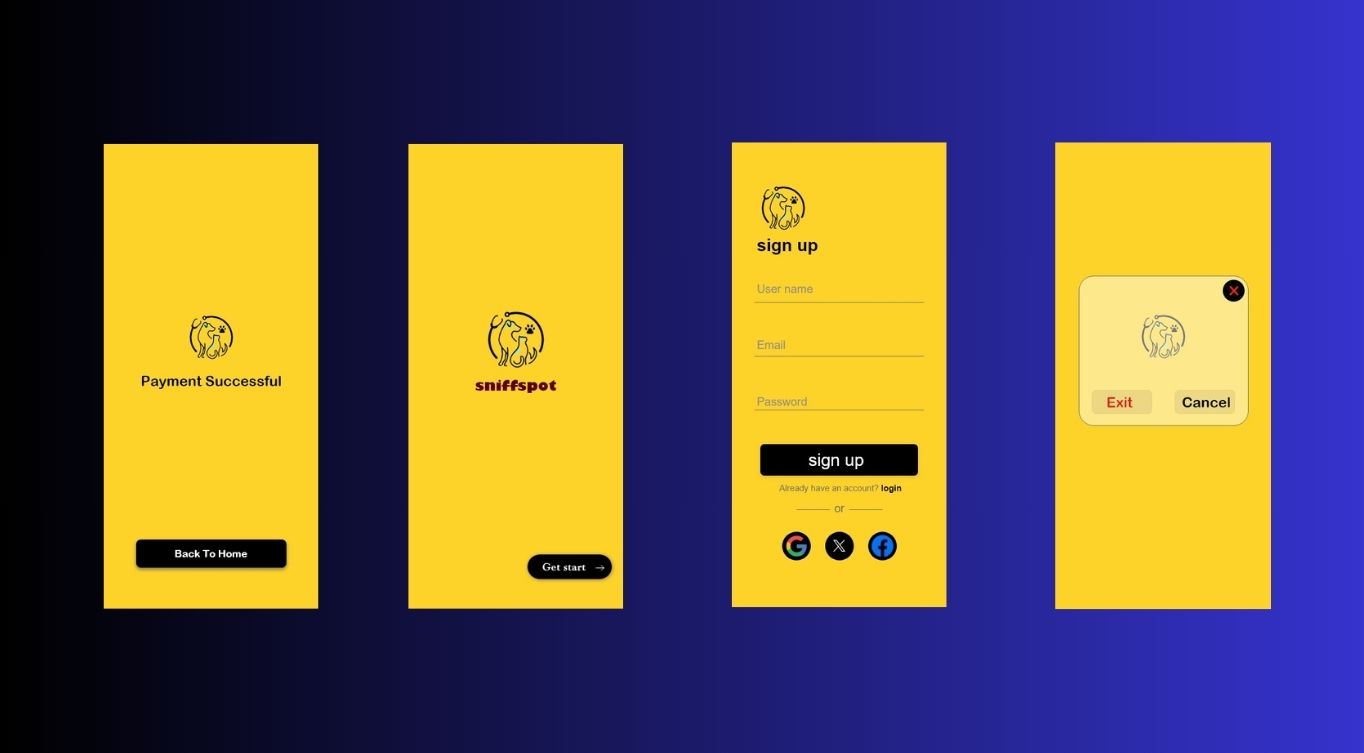 Payment Successful
Back To Home
sniffspot
Get start →
sign up
User name
Email
Password
sign up
Already have an account? login
or
Exit
Cancel